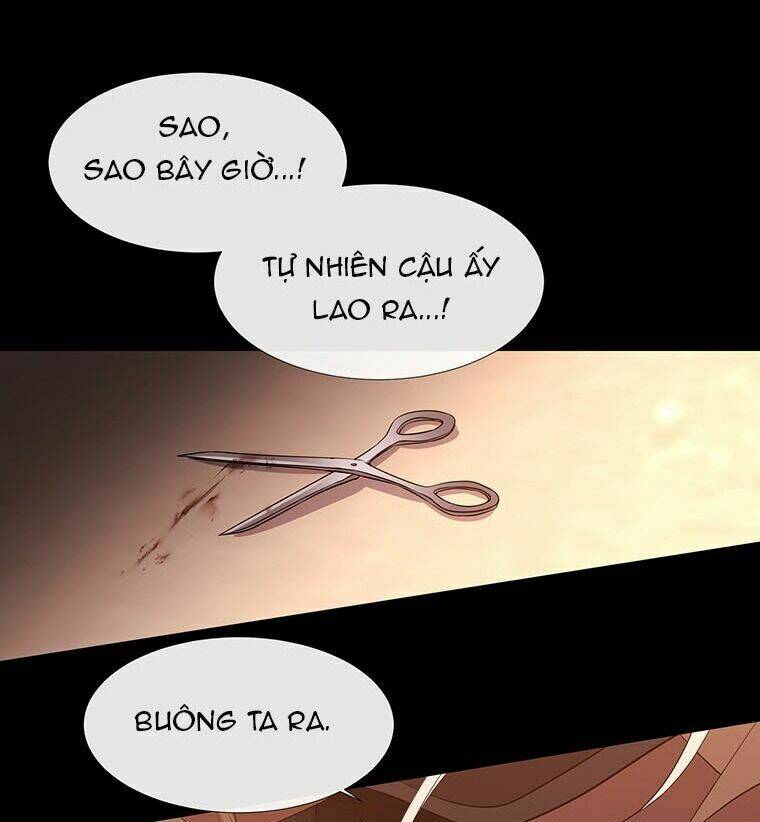 SAO,
SAO BÂY GIỜ...!
TỰ NHIÊN CẬU ẤY
LAO RA...!
BUÔNG TA RA.